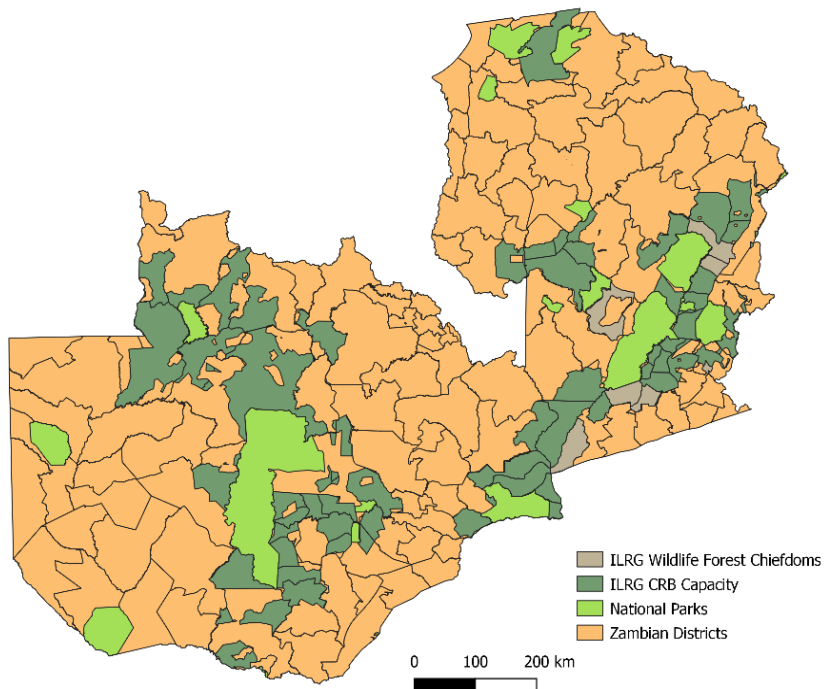 ILRG Wildlife Forest Chiefdoms
ILRG CRB Capacity
National Parks
Zambian Districts
0 100 200 km